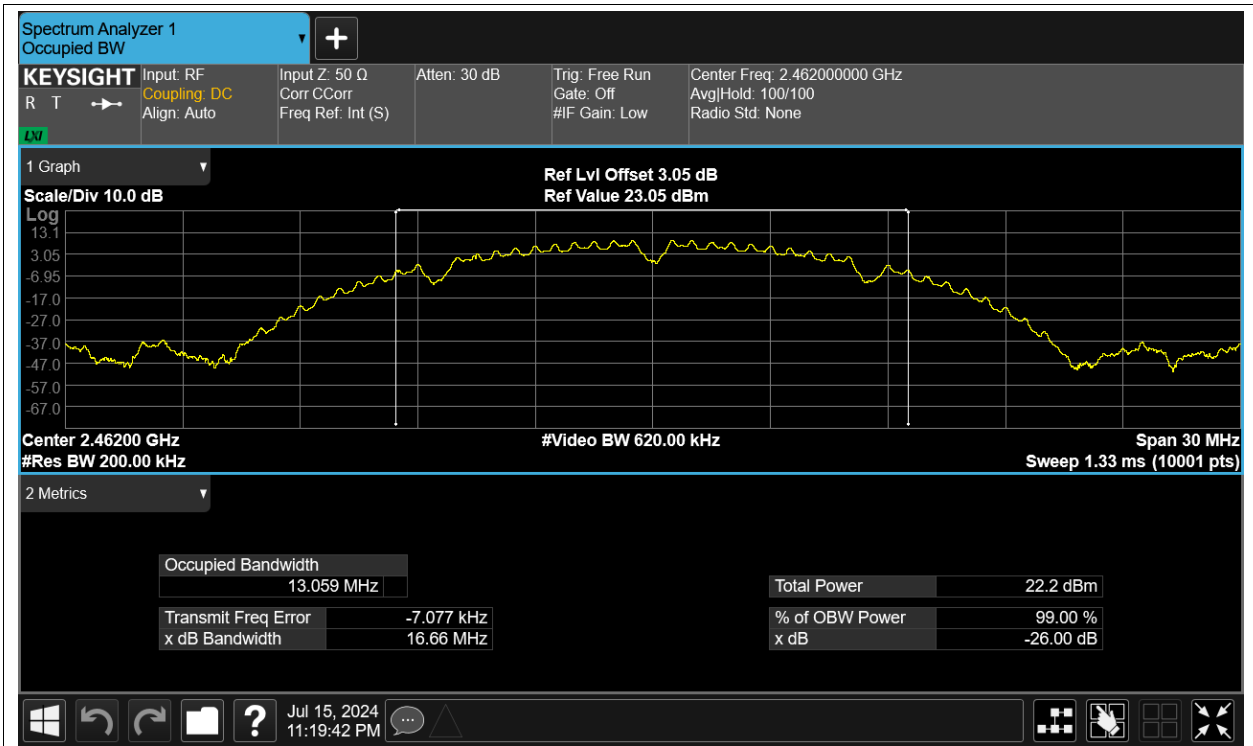 Spectrum Analyzer 1
Occupied BW
KEYSIGHT
R T
LXI
Input: RF
Coupling: DC
Align: Auto
Input Z: 50 Ω
Corr CCorr
Freq Ref: Int (S)
Atten: 30 dB
Trig: Free Run
Gate: Off
#IF Gain: Low
Center Freq: 2.462000000 GHz
Avg|Hold: 100/100
Radio Std: None
1 Graph
Scale/Div 10.0 dB
Ref Lvl Offset 3.05 dB
Ref Value 23.05 dBm
Log
13.1
3.05
-6.95
-17.0
-27.0
-37.0
-47.0
-57.0
-67.0
Center 2.46200 GHz
#Res BW 200.00 kHz
#Video BW 620.00 kHz
Span 30 MHz
Sweep 1.33 ms (10001 pts)
2 Metrics
Occupied Bandwidth
13.059 MHz
Transmit Freq Error -7.077 kHz
x dB Bandwidth 16.66 MHz
Total Power 22.2 dBm
% of OBW Power 99.00 %
x dB -26.00 dB
?
Jul 15, 2024
11:19:42 PM